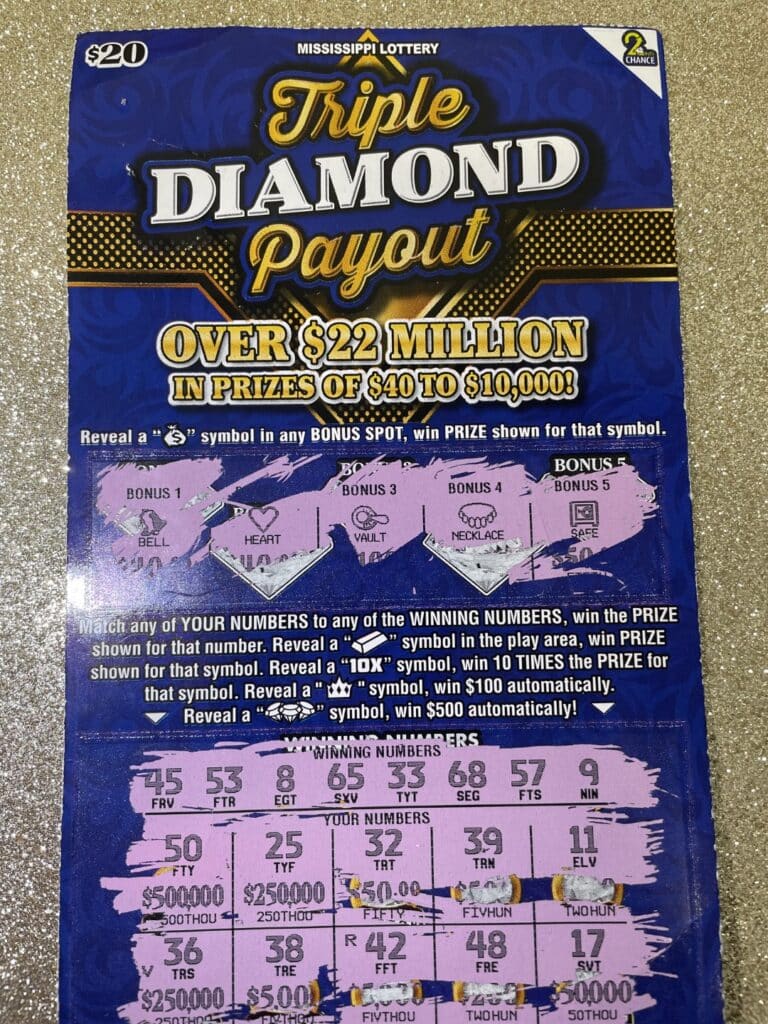 $20
MISSISSIPPI LOTTERY
2
CHANCE
Triple
DIAMOND
Payout
OVER $22 MILLION
IN PRIZES OF $40 TO $10,000!
Reveal a " $ " symbol in any BONUS SPOT, win PRIZE shown for that symbol.
BONUS 5
BONUS 1 BONUS 3 BONUS 4 BONUS 5
BELL HEART VAULT NECKLACE SAFE
Match any of YOUR NUMBERS to any of the WINNING NUMBERS, win the PRIZE
shown for that number. Reveal a " " symbol in the play area, win PRIZE
shown for that symbol. Reveal a "10X" symbol, win 10 TIMES the PRIZE for
that symbol. Reveal a " " symbol, win $100 automatically.
Reveal a " " symbol, win $500 automatically!
WINNING NUMBERS
WINNING NUMBERS
45 53 8 65 33 68 57 9
FRV FTR EGT SXV TYT SEG FTS NIN
YOUR NUMBERS
50 25 32 39 11
FTY TYF TRT TRN ELV
$500,000 $250,000 $50.00
500THOU 250THOU FIFTY FIVHUN TWOHUN
36 38 R 42 48 17
V TRS TRE FFT FRE SVT
$250,000 $5,00 $50,000
250THOU FIVTHOU FIVTHOU TWOHUN 50THOU